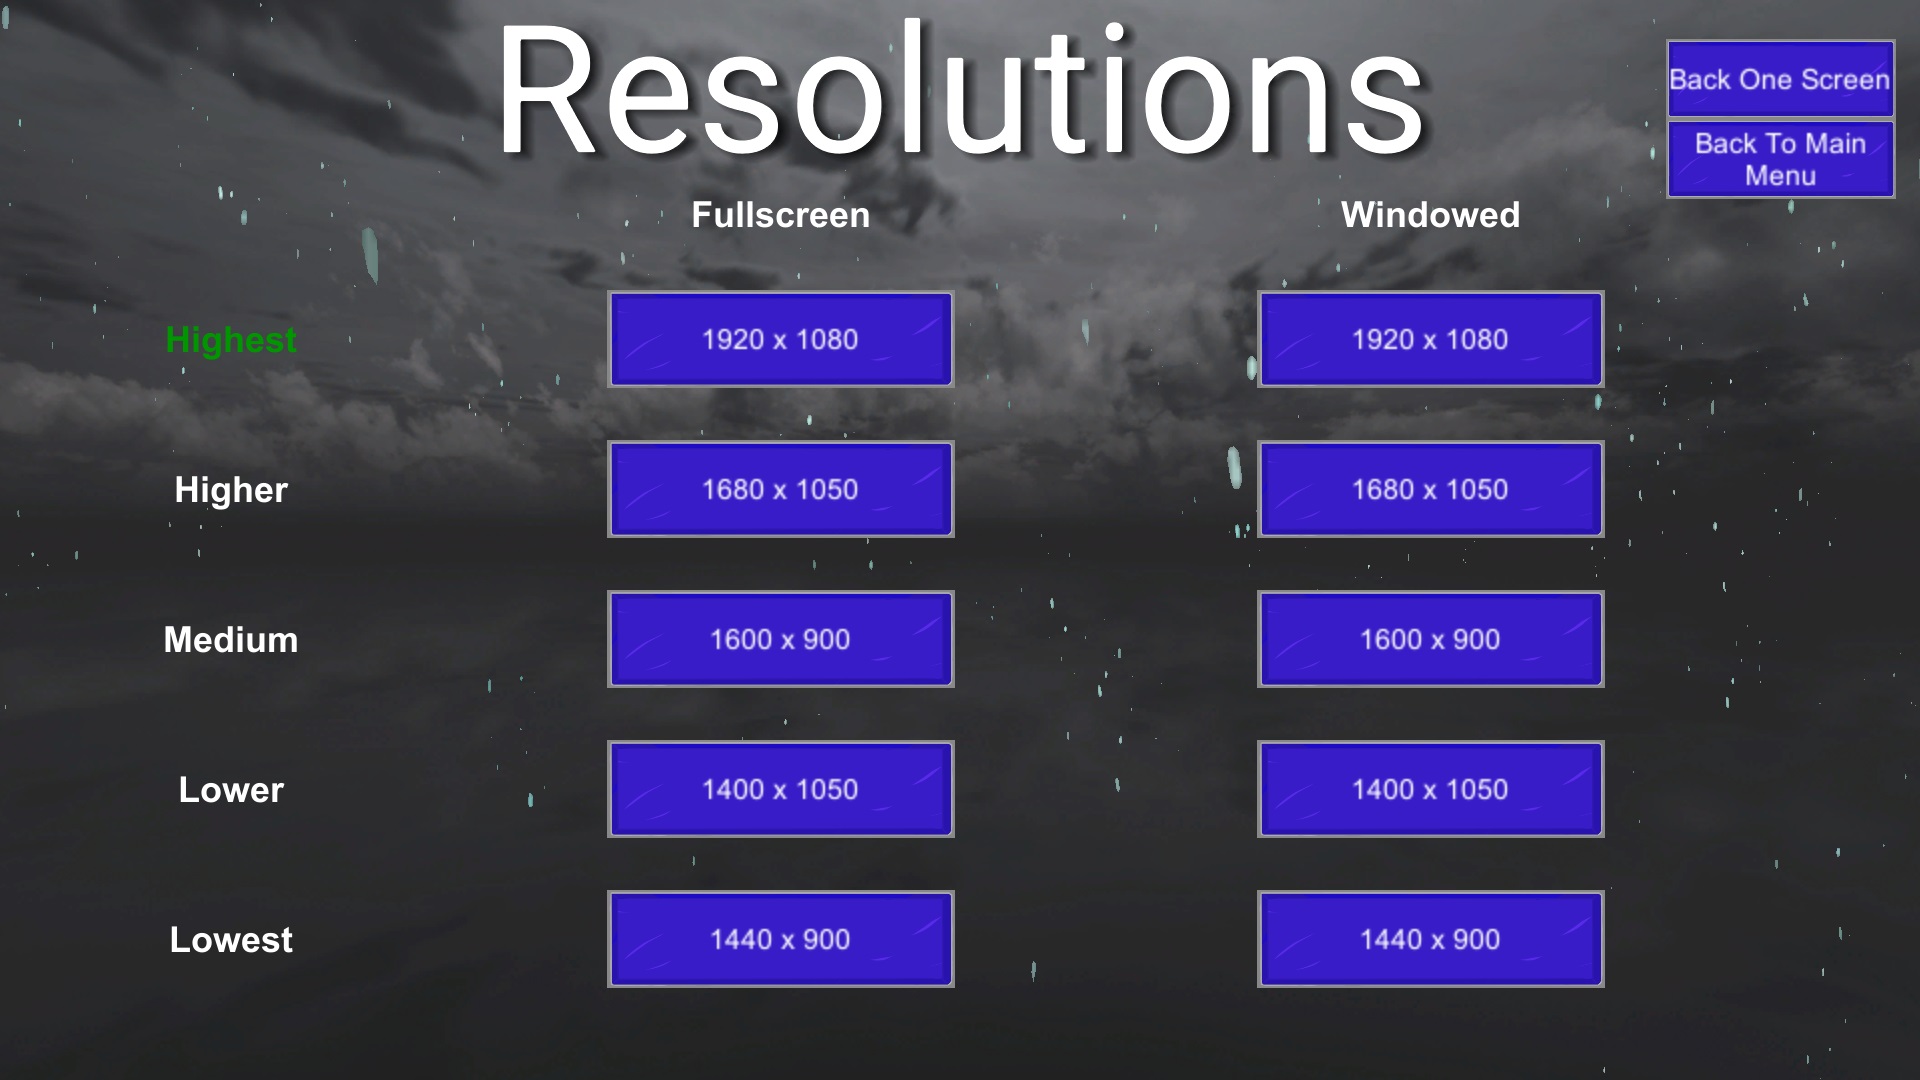 Resolutions
Back One Screen
Back To Main
Menu
Fullscreen
Windowed
Highest
1920 x 1080
1920 x 1080
Higher
1680 x 1050
1680 x 1050
Medium
1600 x 900
1600 x 900
Lower
1400 x 1050
1400 x 1050
Lowest
1440 x 900
1440 x 900